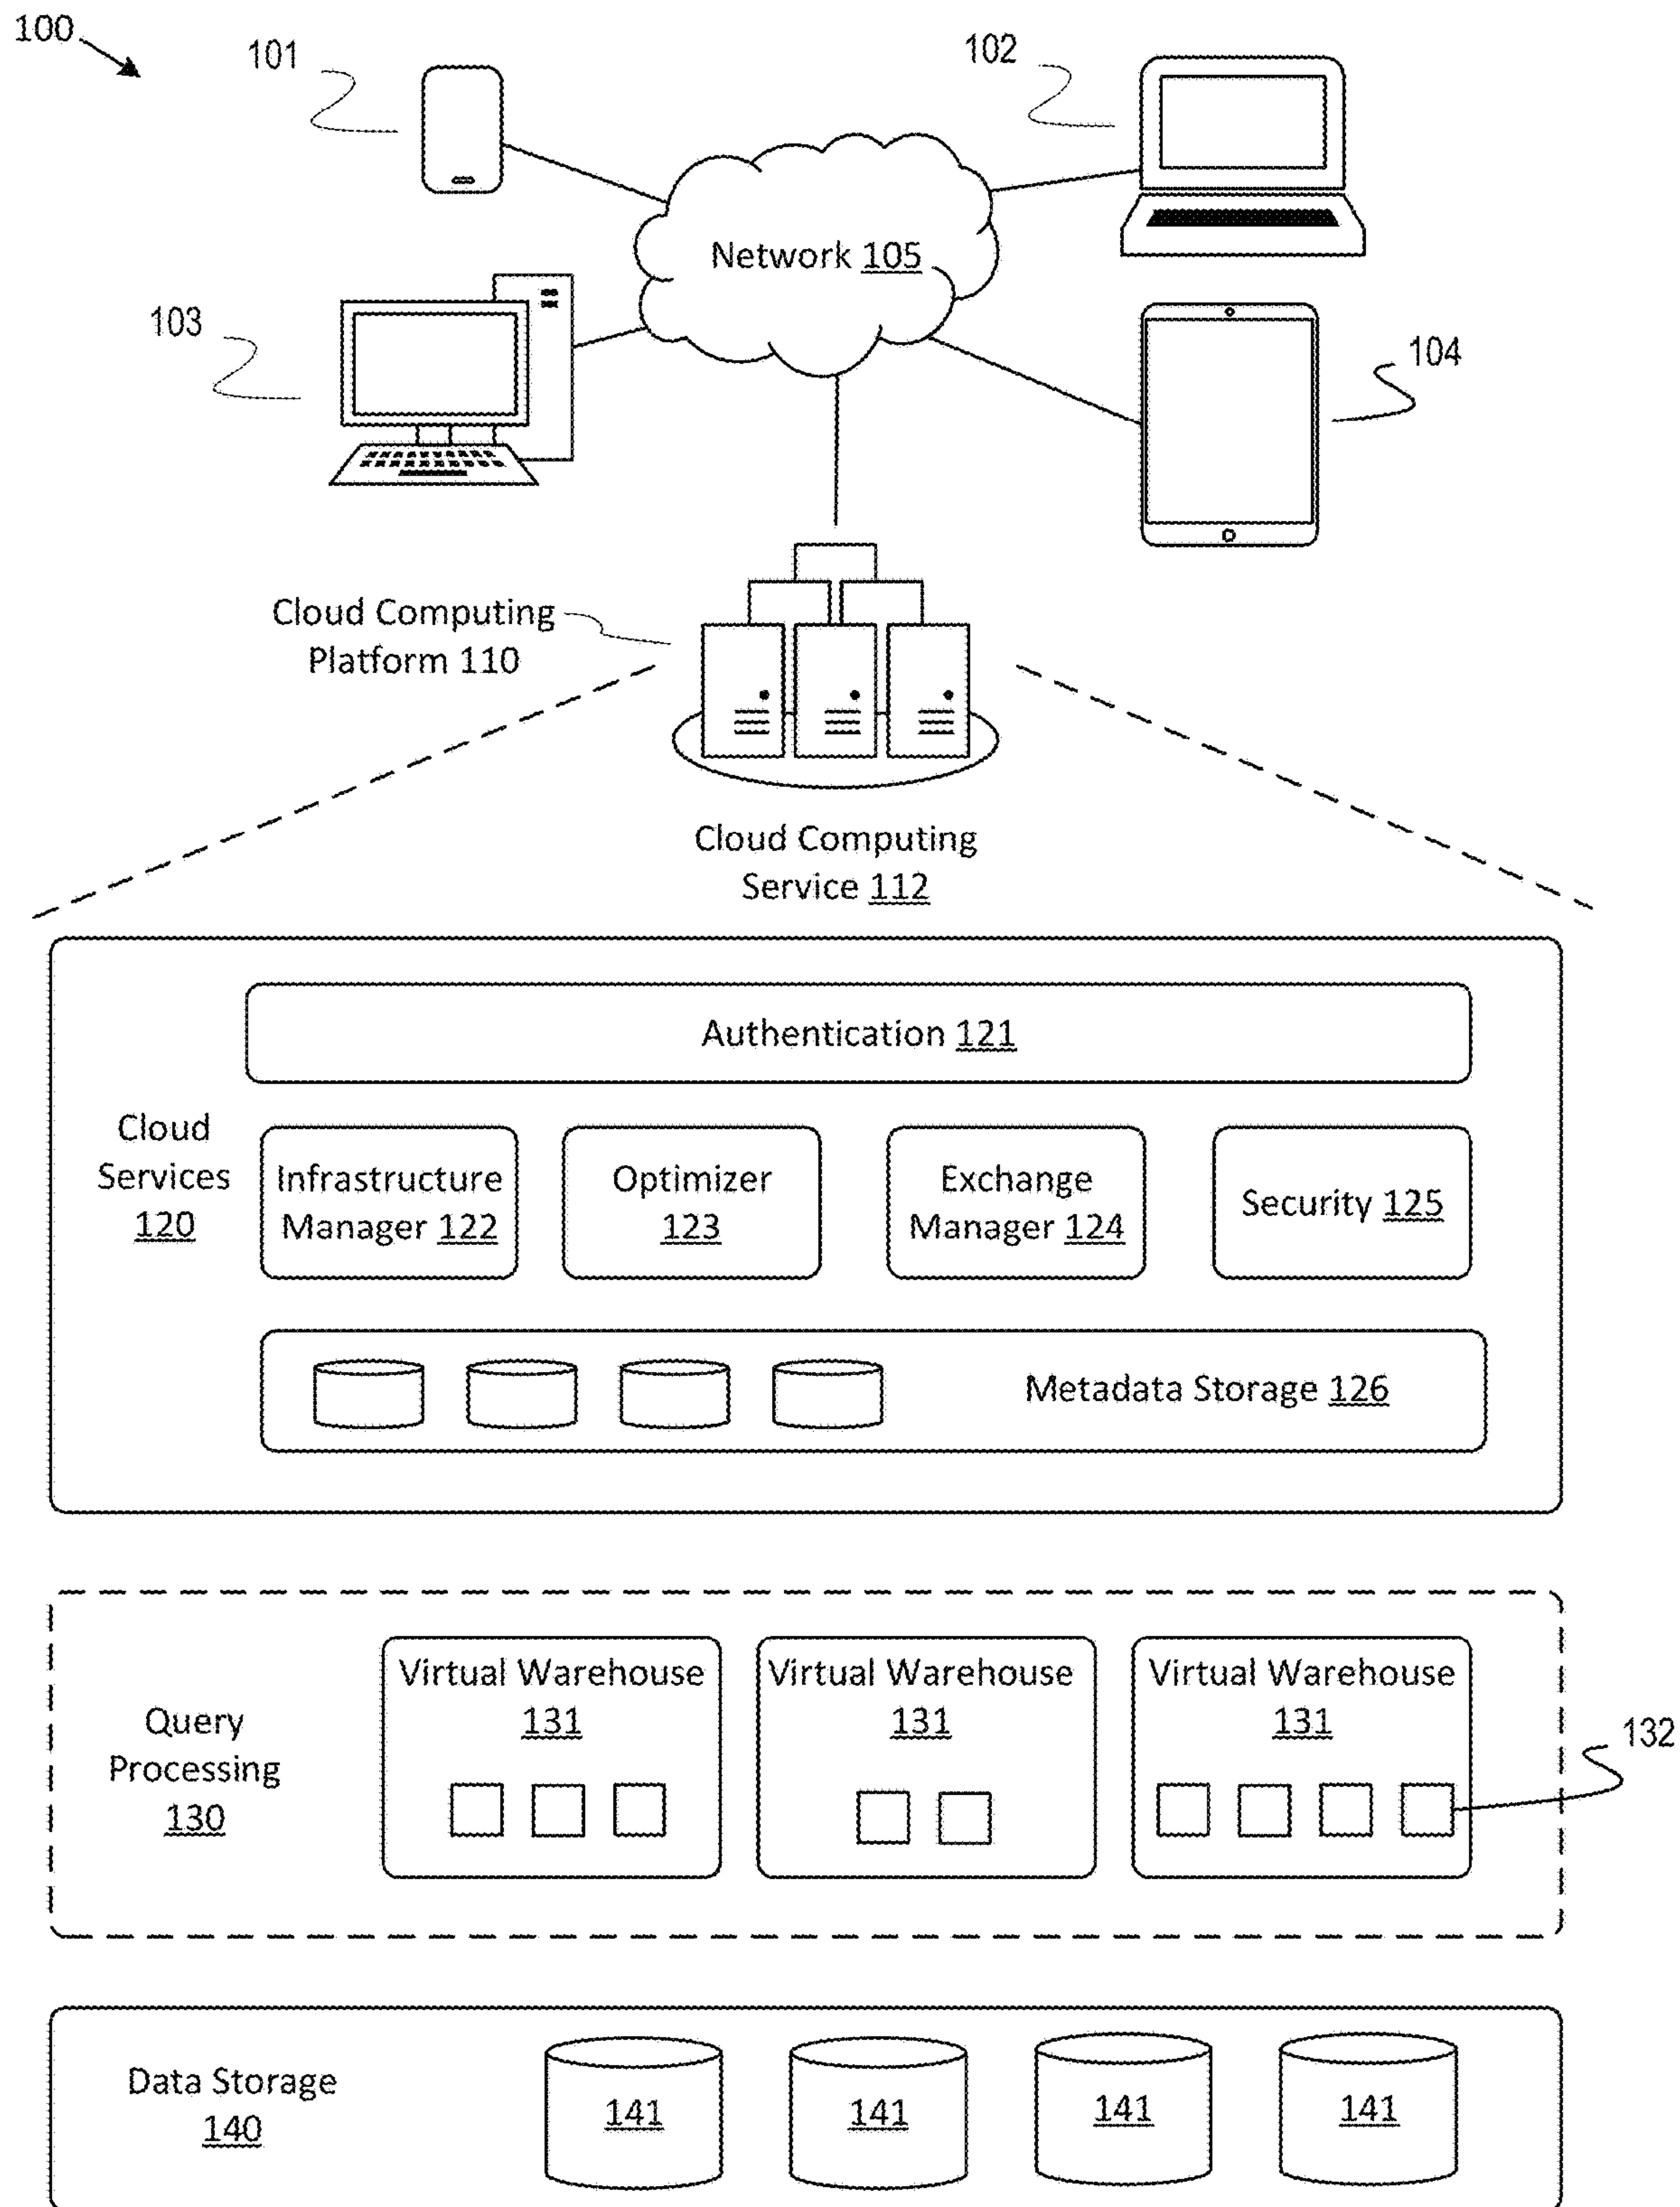 100
101
102
Network 105
103
104
Cloud Computing
Platform 110
Cloud Computing
Service 112
Authentication 121
Cloud
Services
120
Infrastructure
Manager 122
Optimizer
123
Exchange
Manager 124
Security 125
Metadata Storage 126
Query
Processing
130
Virtual Warehouse
131
Virtual Warehouse
131
Virtual Warehouse
131
132
Data Storage
140
141
141
141
141